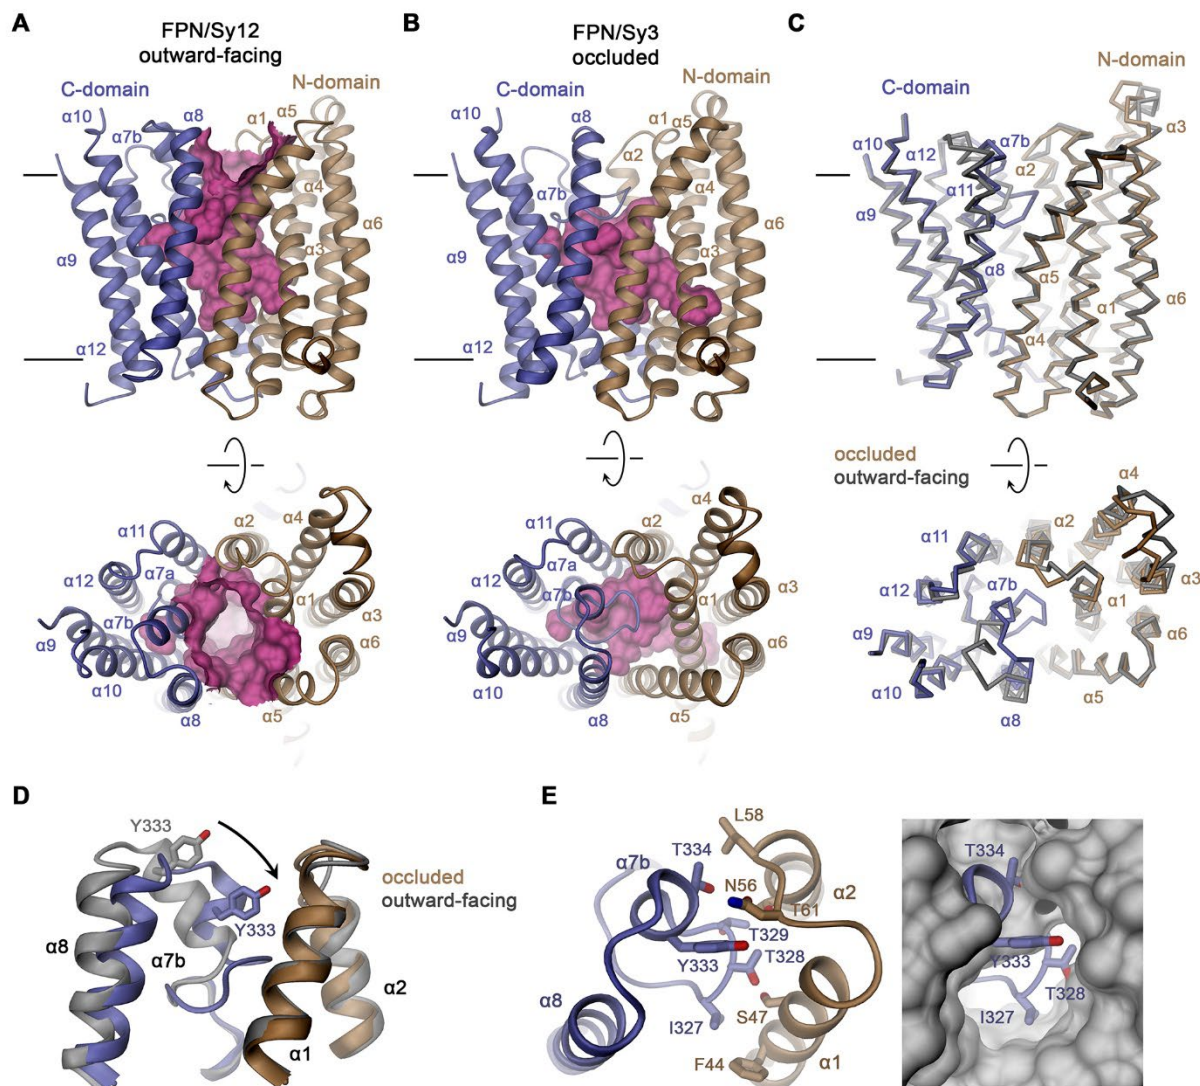 A
FPN/Sy12
outward-facing
C-domain
N-domain
α10
α7b
α8
α1
α5
α4
α6
α3
α9
α12
α2
α4
α11
α12
α7a
α1
α3
α7b
α6
α9
α10
α8
α5
B
FPN/Sy3
occluded
C-domain
N-domain
α10
α8
α1
α5
α2
α4
α7b
α6
α3
α9
α12
α4
α11
α2
α12
α7a
α7b
α1
α3
α9
α6
α10
α8
α5
C
N-domain
C-domain
α10
α12
α7b
α3
α2
α11
α9
α8
α5
α6
α1
α4
occluded
outward-facing
α4
α11
α2
α12
α7b
α1
α3
α9
α6
α10
α5
α8
D
Y333
occluded
outward-facing
Y333
α8
α7b
α2
α1
E
L58
α7b
T334
N56
α2
T61
T329
Y333
T328
α8
S47
I327
F44
α1
T334
Y333
T328
I327